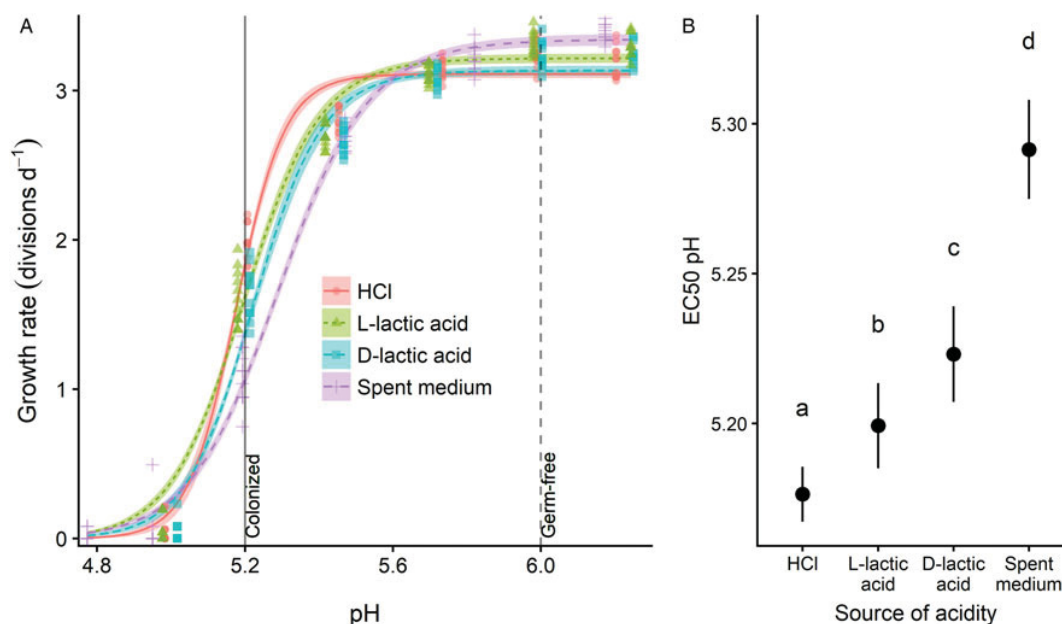 A
Growth rate (divisions d⁻¹)
3
2
1
0
4.8
5.2
5.6
6.0
pH
HCl
L-lactic acid
D-lactic acid
Spent medium
Colonized
Germ-free
B
EC50 pH
5.30
5.25
5.20
a
b
c
d
HCl
L-lactic
acid
D-lactic
acid
Spent
medium
Source of acidity